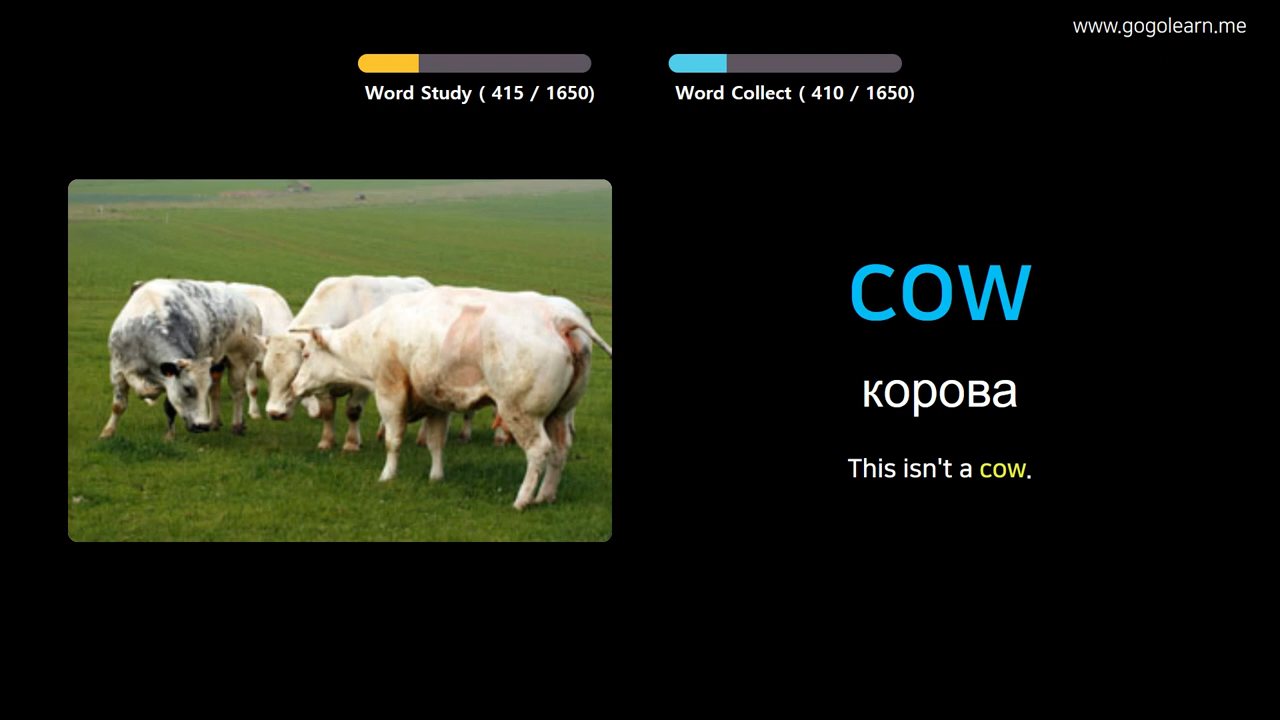 www.gogolearn.me
Word Study ( 415 / 1650)
Word Collect ( 410 / 1650)
cow
корова
This isn't a cow.